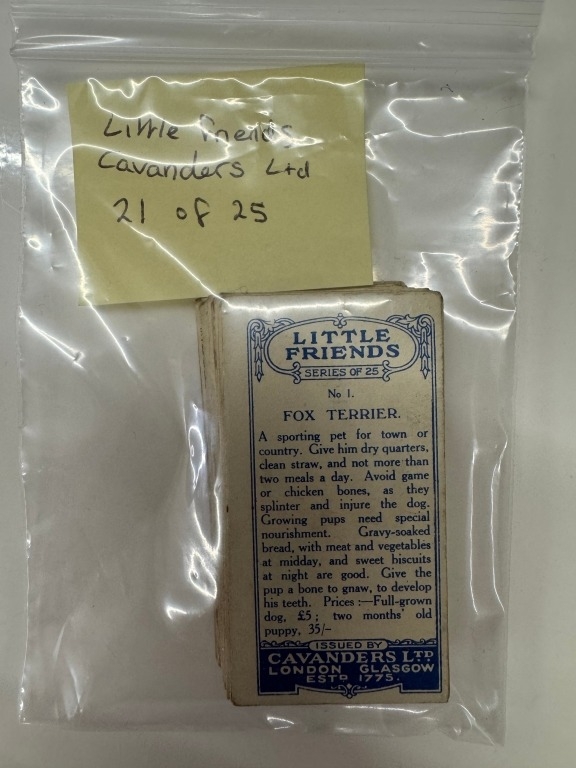 Little Friends
Cavanders Ltd
21 of 25
LITTLE
FRIENDS
SERIES OF 25
No 1.
FOX TERRIER.
A sporting pet for town or
country. Give him dry quarters,
clean straw, and not more than
two meals a day. Avoid game
or chicken bones, as they
splinter and injure the dog.
Growing pups need special
nourishment. Gravy-soaked
bread, with meat and vegetables
at midday, and sweet biscuits
at night are good. Give the
pup a bone to gnaw, to develop
his teeth. Prices :—Full-grown
dog, £5; two months' old
puppy, 35/-
ISSUED BY
CAVANDERS LTD
LONDON GLASGOW
ESTD 1775.